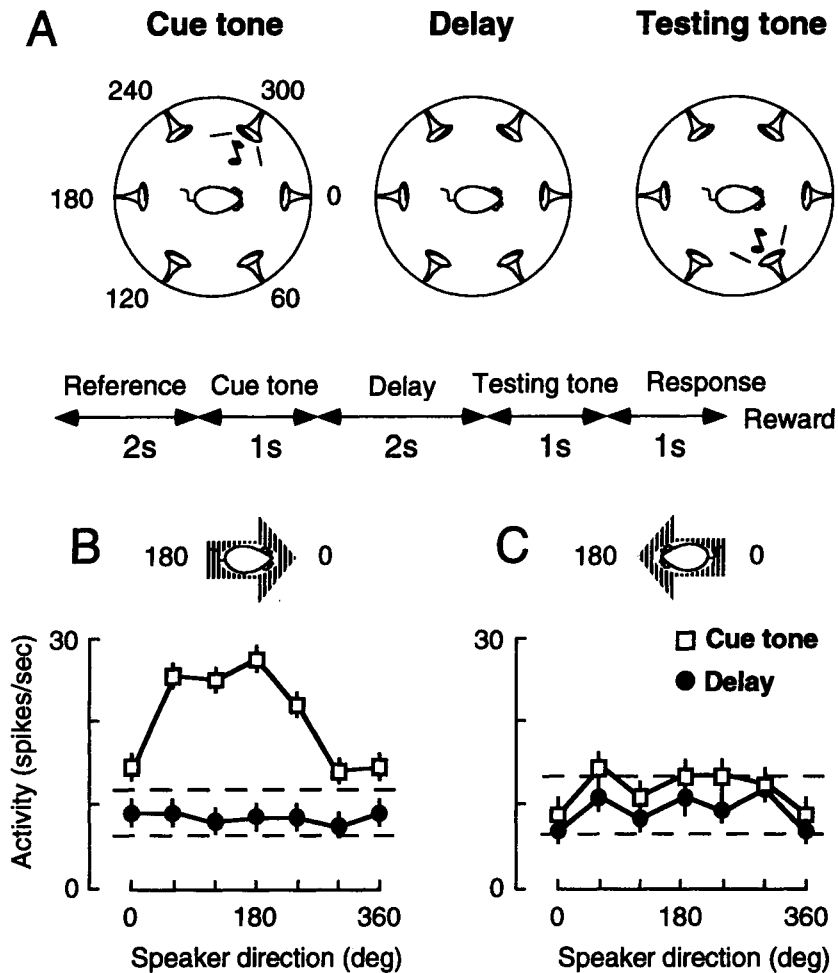 A
Cue tone Delay Testing tone
240 300
180 0
120 60
Reference Cue tone Delay Testing tone Response
Reward
2s 1s 2s 1s 1s
B 180 0
C 180 0
30
30
Cue tone
Delay
Activity (spikes/sec)
0
0
0 180 360
0 180 360
Speaker direction (deg)
Speaker direction (deg)